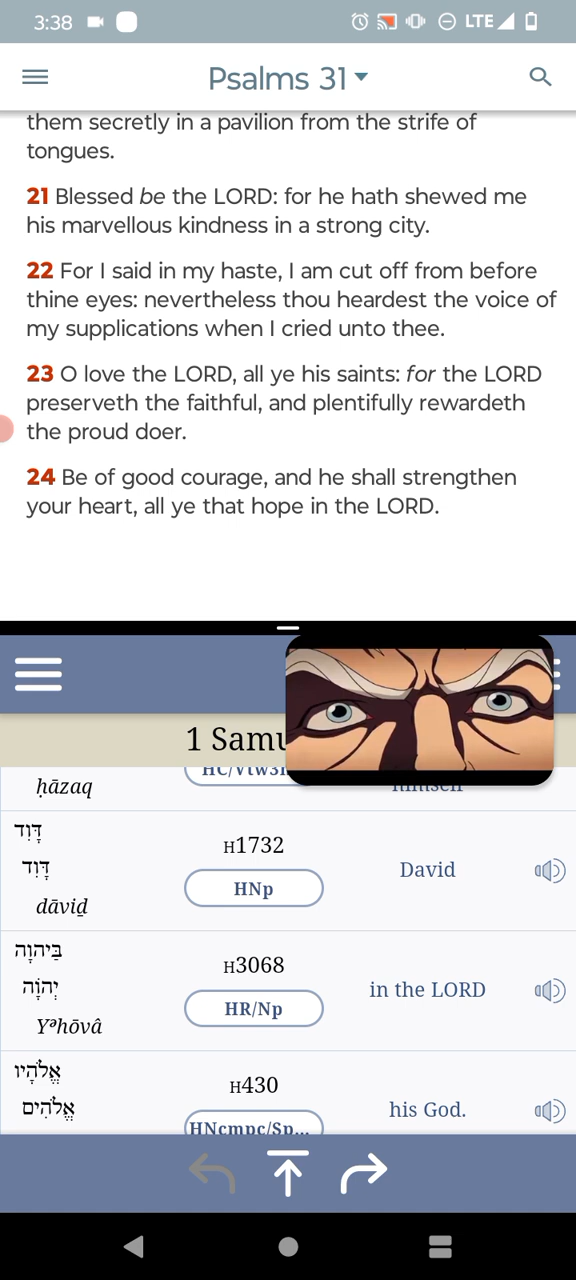 3:38 LTE
Psalms 31
them secretly in a pavilion from the strife of
tongues.
21 Blessed be the LORD: for he hath shewed me
his marvellous kindness in a strong city.
22 For I said in my haste, I am cut off from before
thine eyes: nevertheless thou heardest the voice of
my supplications when I cried unto thee.
23 O love the LORD, all ye his saints: for the LORD
preserveth the faithful, and plentifully rewardeth
the proud doer.
24 Be of good courage, and he shall strengthen
your heart, all ye that hope in the LORD.
1 Samu
ḥāzaq
דָּוִד
דָּוִד
dāviḏ
H1732
HNp
David
בַּיהוָה
יְהוָֹה
Yᵊhōvâ
H3068
HR/Np
in the LORD
אֱלֹהָיו
אֱלֹהִים
H430
HNcmpc/Sp...
his God.